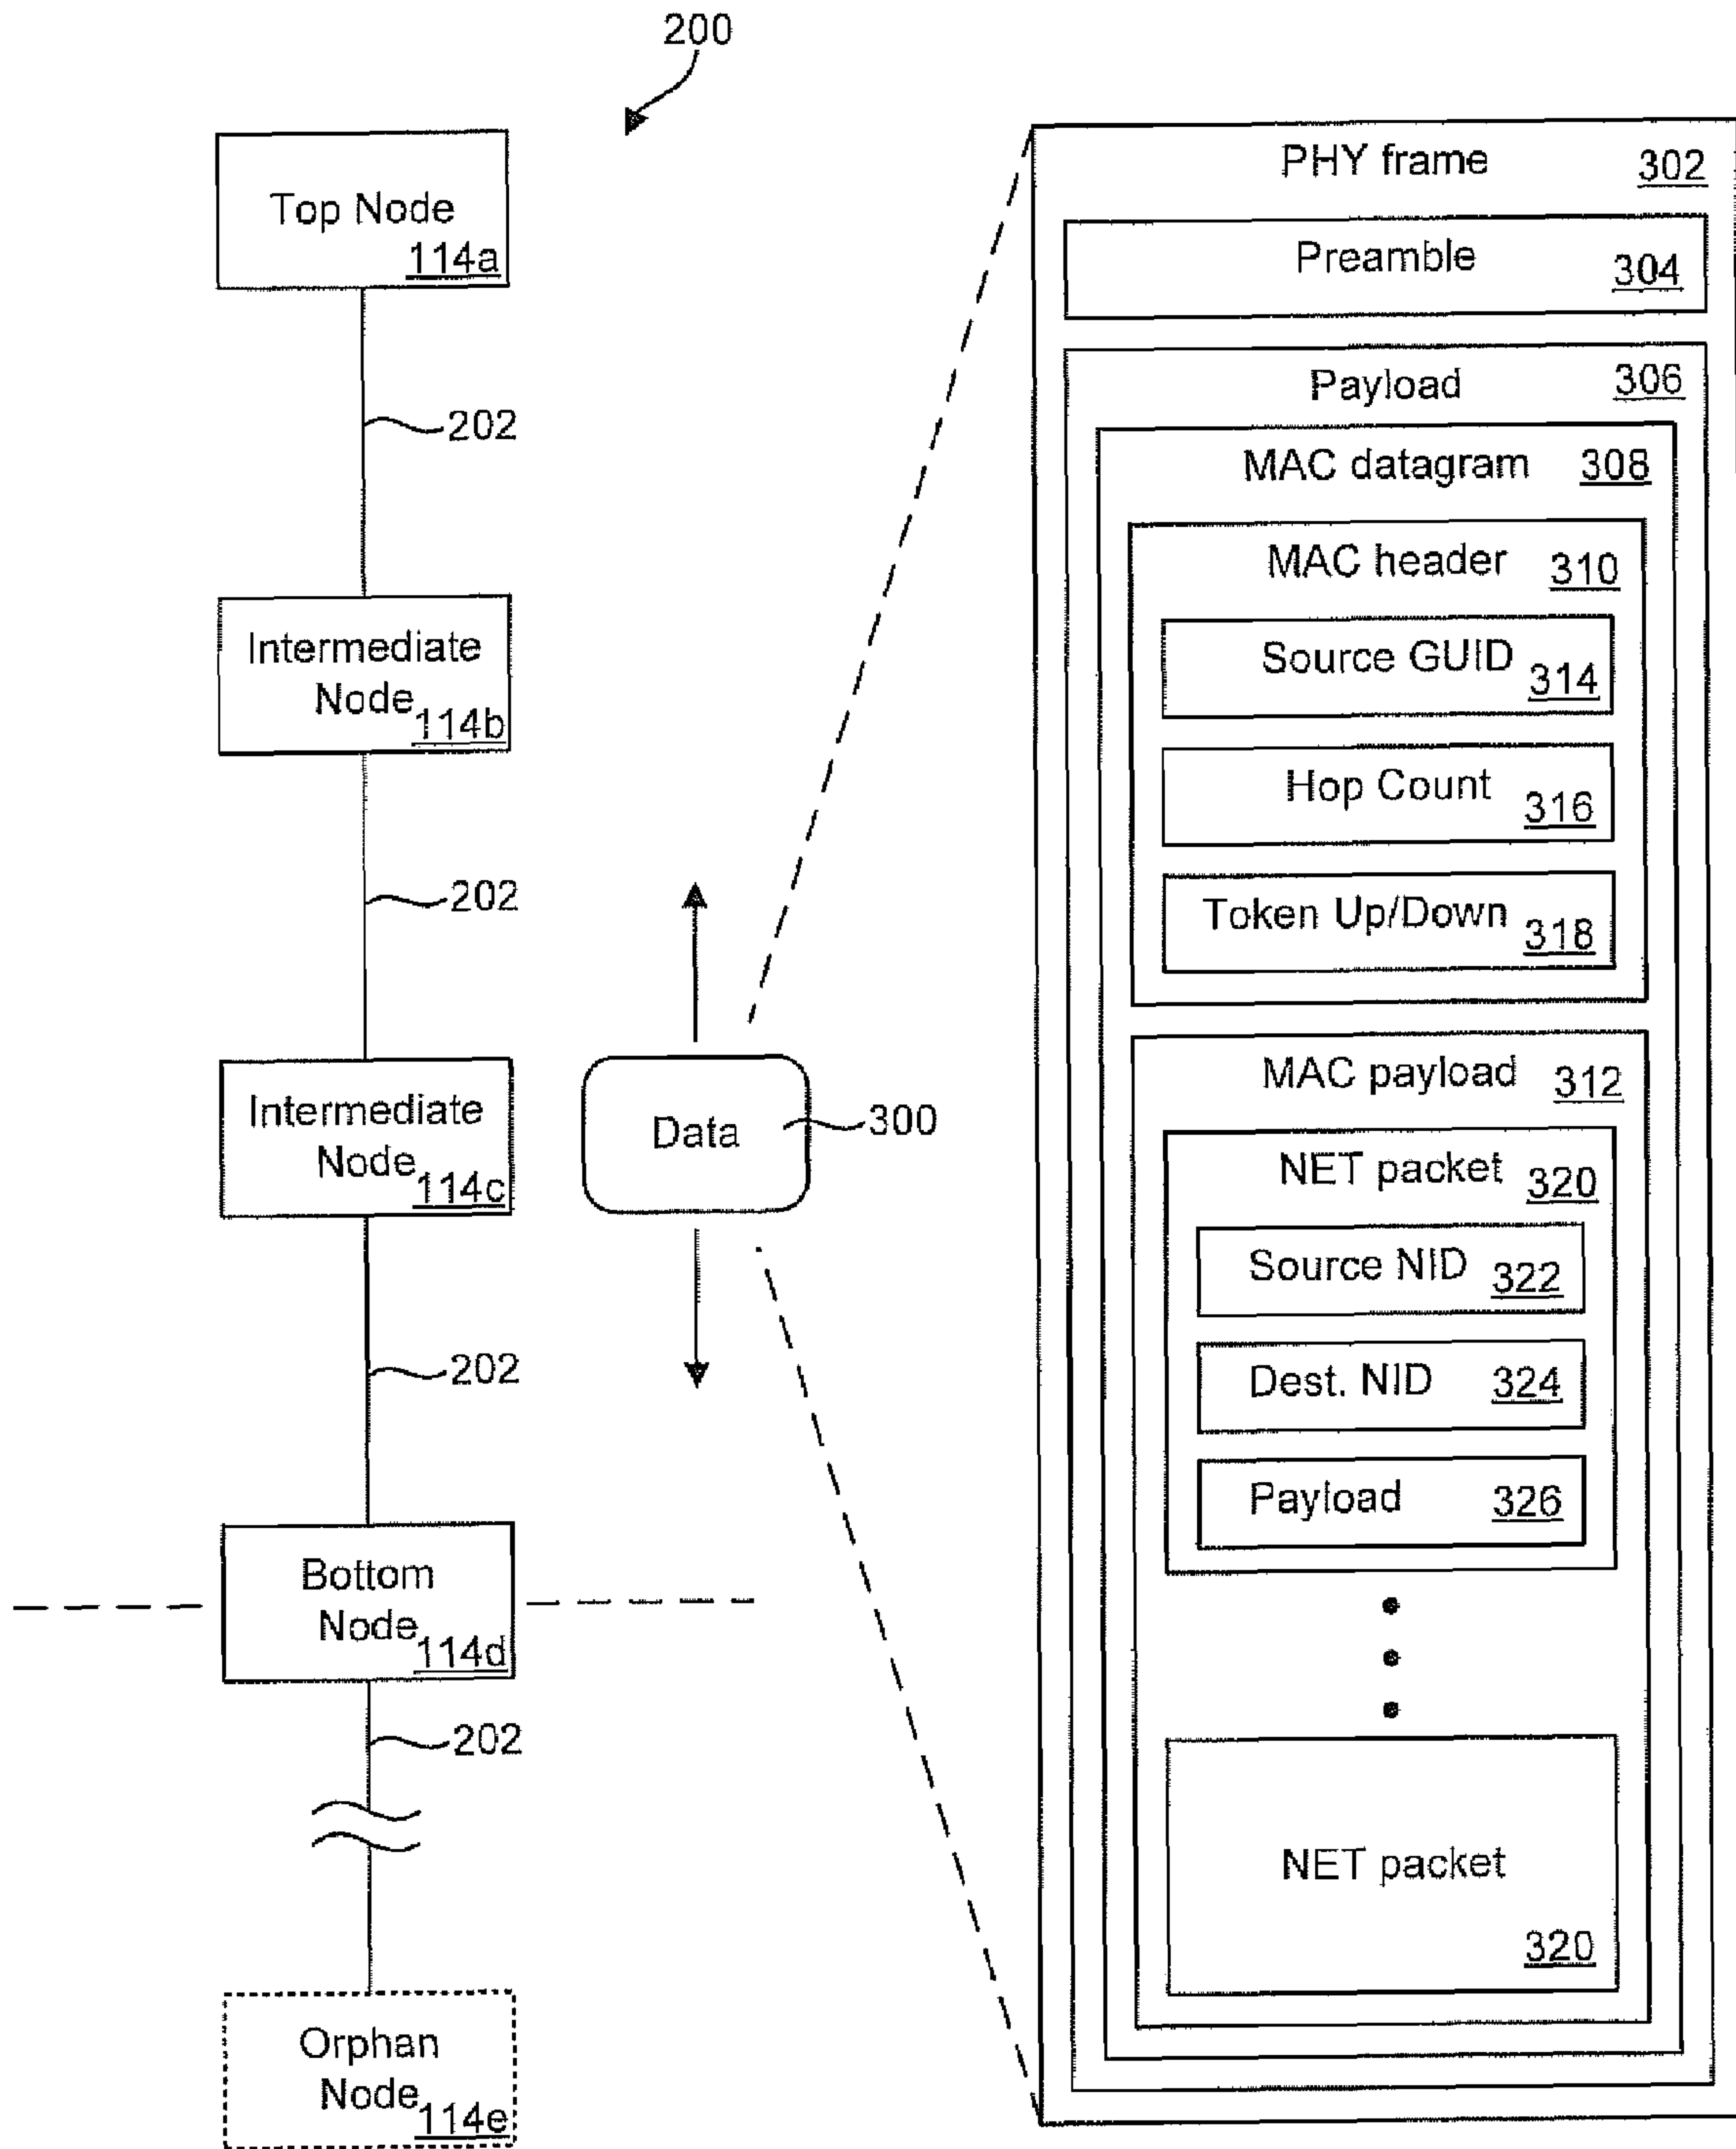 200
Top Node
114a
202
Intermediate
Node
114b
202
Intermediate
Node
114c
Data
300
202
Bottom
Node
114d
202
Orphan
Node
114e
PHY frame 302
Preamble 304
Payload 306
MAC datagram 308
MAC header 310
Source GUID 314
Hop Count 316
Token Up/Down 318
MAC payload 312
NET packet 320
Source NID 322
Dest. NID 324
Payload 326
NET packet
320